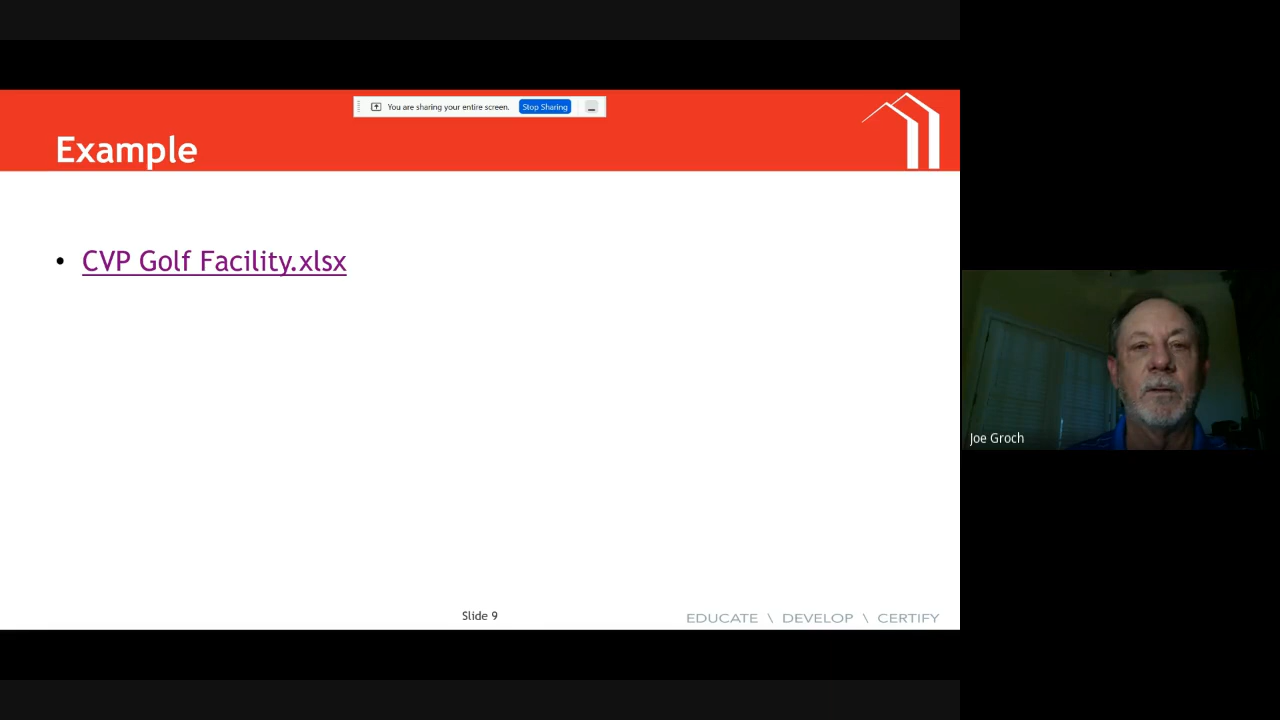 You are sharing your entire screen.
Stop Sharing
Example
• CVP Golf Facility.xlsx
Joe Groch
Slide 9
EDUCATE \ DEVELOP \ CERTIFY